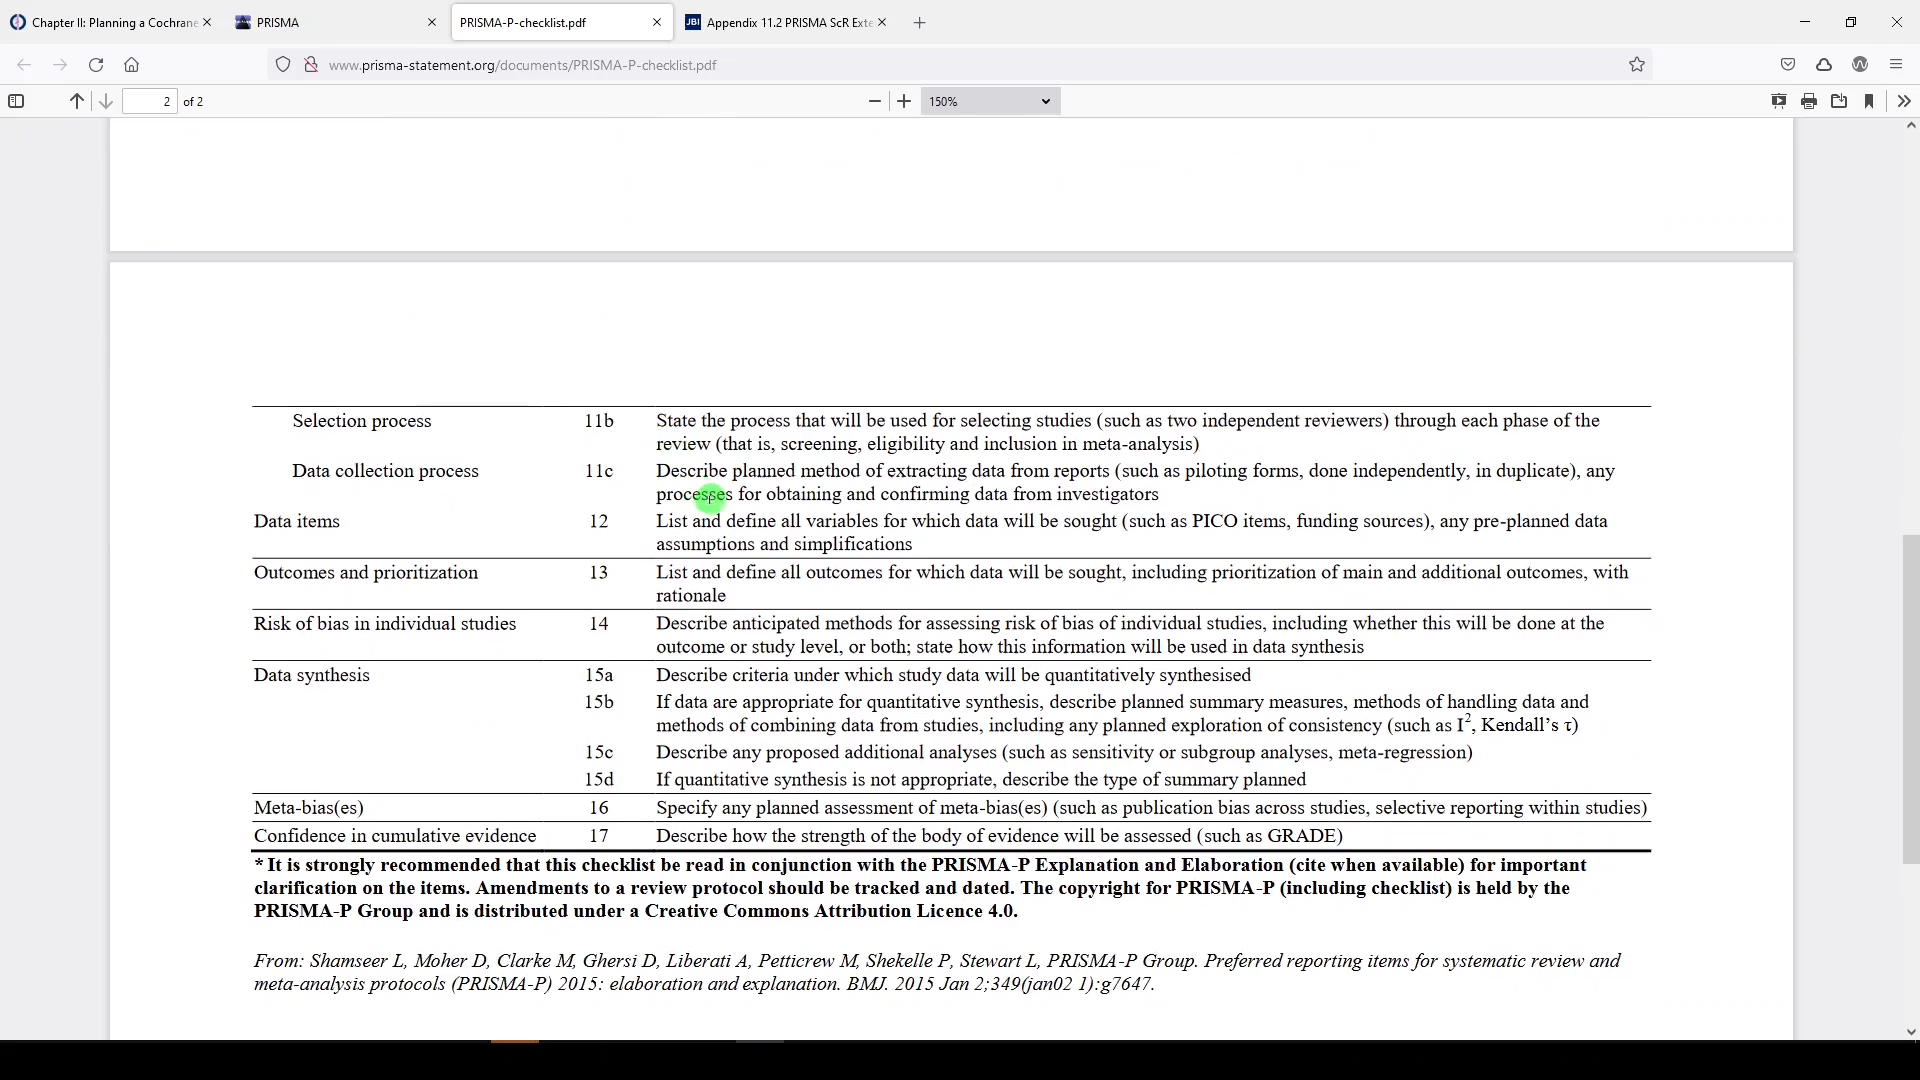 Chapter II: Planning a Cochrane
PRISMA
PRISMA-P-checklist.pdf
JBI Appendix 11.2 PRISMA ScR Exte
www.prisma-statement.org/documents/PRISMA-P-checklist.pdf
2 of 2
150%
Selection process 11b State the process that will be used for selecting studies (such as two independent reviewers) through each phase of the
review (that is, screening, eligibility and inclusion in meta-analysis)
Data collection process 11c Describe planned method of extracting data from reports (such as piloting forms, done independently, in duplicate), any
processes for obtaining and confirming data from investigators
Data items 12 List and define all variables for which data will be sought (such as PICO items, funding sources), any pre-planned data
assumptions and simplifications
Outcomes and prioritization 13 List and define all outcomes for which data will be sought, including prioritization of main and additional outcomes, with
rationale
Risk of bias in individual studies 14 Describe anticipated methods for assessing risk of bias of individual studies, including whether this will be done at the
outcome or study level, or both; state how this information will be used in data synthesis
Data synthesis 15a Describe criteria under which study data will be quantitatively synthesised
15b If data are appropriate for quantitative synthesis, describe planned summary measures, methods of handling data and
methods of combining data from studies, including any planned exploration of consistency (such as I², Kendall’s τ)
15c Describe any proposed additional analyses (such as sensitivity or subgroup analyses, meta-regression)
15d If quantitative synthesis is not appropriate, describe the type of summary planned
Meta-bias(es) 16 Specify any planned assessment of meta-bias(es) (such as publication bias across studies, selective reporting within studies)
Confidence in cumulative evidence 17 Describe how the strength of the body of evidence will be assessed (such as GRADE)
* It is strongly recommended that this checklist be read in conjunction with the PRISMA-P Explanation and Elaboration (cite when available) for important
clarification on the items. Amendments to a review protocol should be tracked and dated. The copyright for PRISMA-P (including checklist) is held by the
PRISMA-P Group and is distributed under a Creative Commons Attribution Licence 4.0.
From: Shamseer L, Moher D, Clarke M, Ghersi D, Liberati A, Petticrew M, Shekelle P, Stewart L, PRISMA-P Group. Preferred reporting items for systematic review and
meta-analysis protocols (PRISMA-P) 2015: elaboration and explanation. BMJ. 2015 Jan 2;349(jan02 1):g7647.